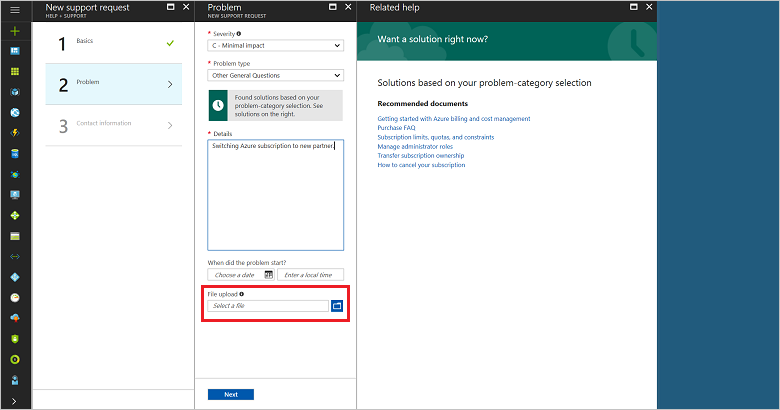 New support request
HELP + SUPPORT
1 Basics
2 Problem
3 Contact information
Problem
NEW SUPPORT REQUEST
* Severity
C - Minimal impact
* Problem type
Other General Questions
Found solutions based on your
problem-category selection. See
solutions on the right.
* Details
Switching Azure subscription to new partner.
When did the problem start?
Choose a date
Enter a local time
File upload
Select a file
Next
Related help
Want a solution right now?
Solutions based on your problem-category selection
Recommended documents
Getting started with Azure billing and cost management
Purchase FAQ
Subscription limits, quotas, and constraints
Manage administrator roles
Transfer subscription ownership
How to cancel your subscription